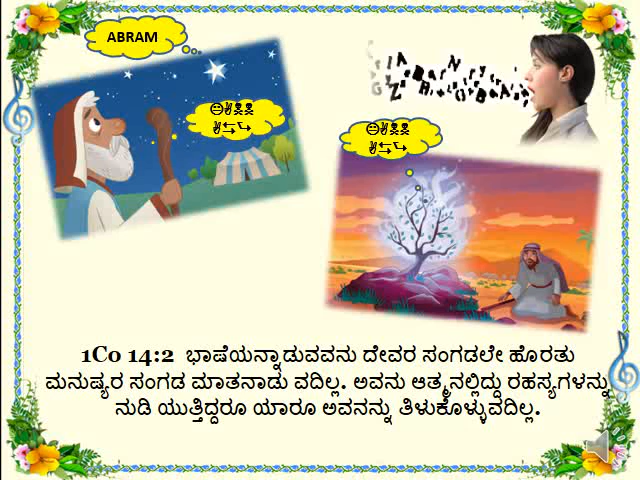 ABRAM
1Co 14:2 ಭಾಷೆಯನ್ನಾಡುವವನು ದೇವರ ಸಂಗಡಲೇ ಹೊರತು
ಮನುಷ್ಯರ ಸಂಗಡ ಮಾತನಾಡು ವದಿಲ್ಲ. ಅವನು ಆತ್ಮನಲ್ಲಿದ್ದು ರಹಸ್ಯಗಳನ್ನು
ನುಡಿ ಯುತ್ತಿದ್ದರೂ ಯಾರೂ ಅವನನ್ನು ತಿಳುಕೊಳ್ಳುವದಿಲ್ಲ.